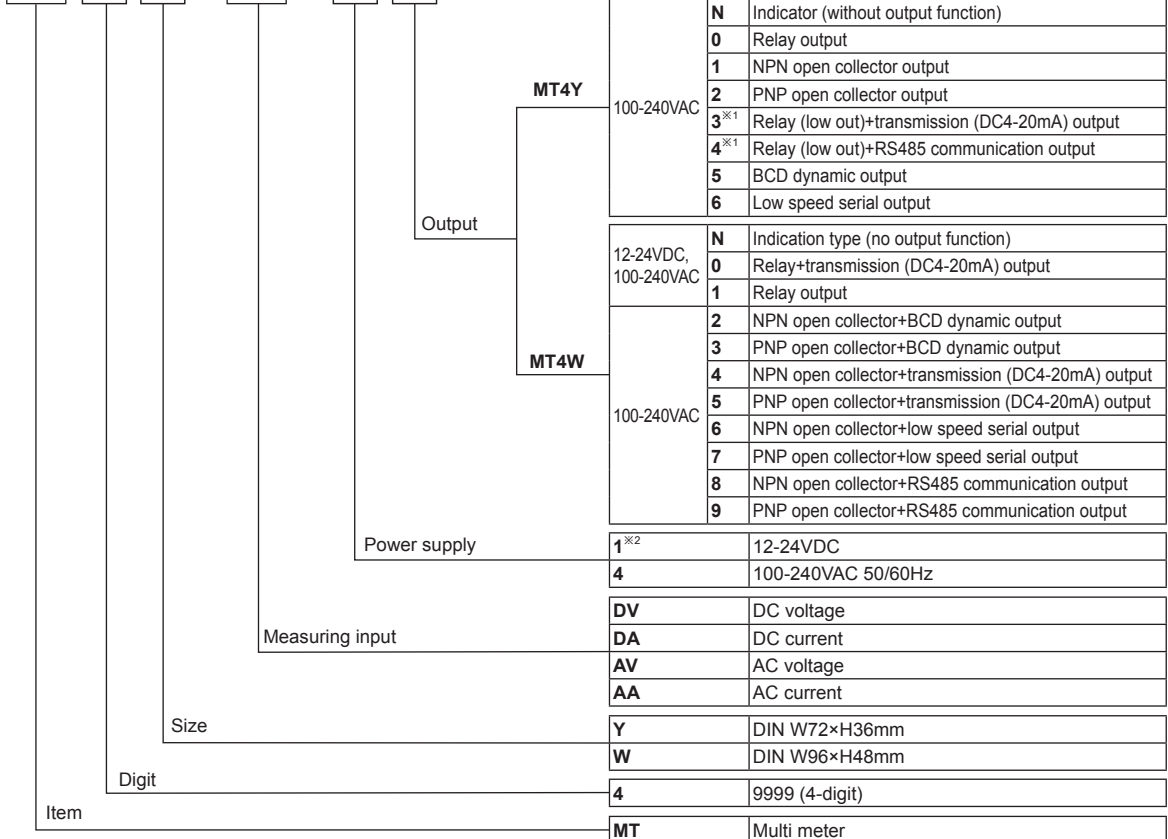 N Indicator (without output function)
0 Relay output
1 NPN open collector output
MT4Y
100-240VAC
2 PNP open collector output
3※1 Relay (low out)+transmission (DC4-20mA) output
4※1 Relay (low out)+RS485 communication output
5 BCD dynamic output
6 Low speed serial output
Output
12-24VDC,
100-240VAC
N Indication type (no output function)
0 Relay+transmission (DC4-20mA) output
1 Relay output
MT4W
100-240VAC
2 NPN open collector+BCD dynamic output
3 PNP open collector+BCD dynamic output
4 NPN open collector+transmission (DC4-20mA) output
5 PNP open collector+transmission (DC4-20mA) output
6 NPN open collector+low speed serial output
7 PNP open collector+low speed serial output
8 NPN open collector+RS485 communication output
9 PNP open collector+RS485 communication output
Power supply
1※2 12-24VDC
4 100-240VAC 50/60Hz
Measuring input
DV DC voltage
DA DC current
AV AC voltage
AA AC current
Size
Y DIN W72×H36mm
W DIN W96×H48mm
Digit
4 9999 (4-digit)
Item
MT Multi meter